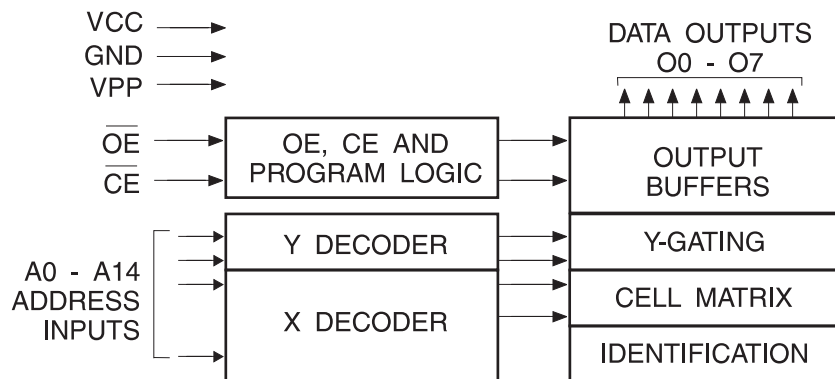 VCC
GND
VPP
OE
CE
A0 - A14
ADDRESS
INPUTS
OE, CE AND
PROGRAM LOGIC
Y DECODER
X DECODER
DATA OUTPUTS
O0 - O7
OUTPUT
BUFFERS
Y-GATING
CELL MATRIX
IDENTIFICATION